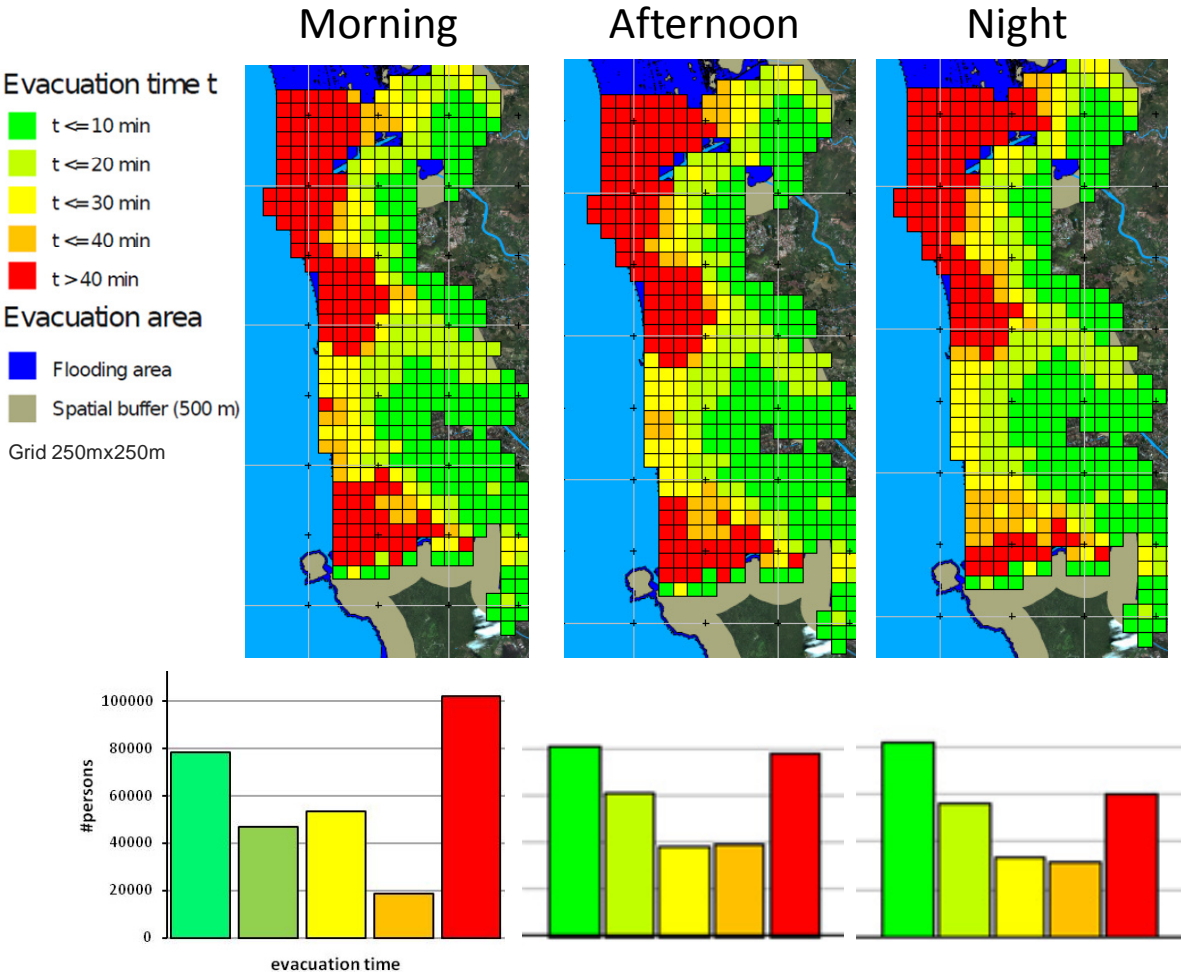 Morning
Afternoon
Night
Evacuation time t
t <= 10 min
t <= 20 min
t <= 30 min
t <= 40 min
t > 40 min
Evacuation area
Flooding area
Spatial buffer (500 m)
Grid 250mx250m
#persons
100000
80000
60000
40000
20000
0
evacuation time